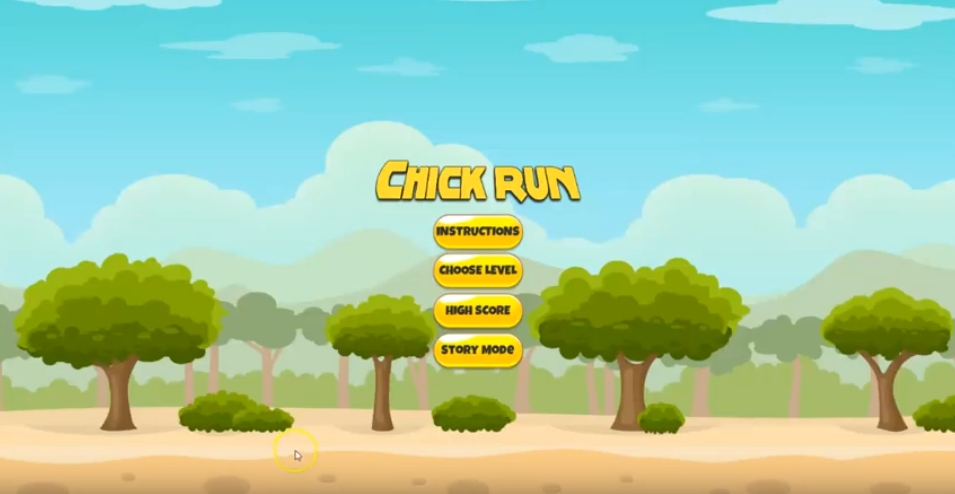 CHICK RUN
INSTRUCTIONS
CHOOSE LEVEL
HIGH SCORE
STORY MODE